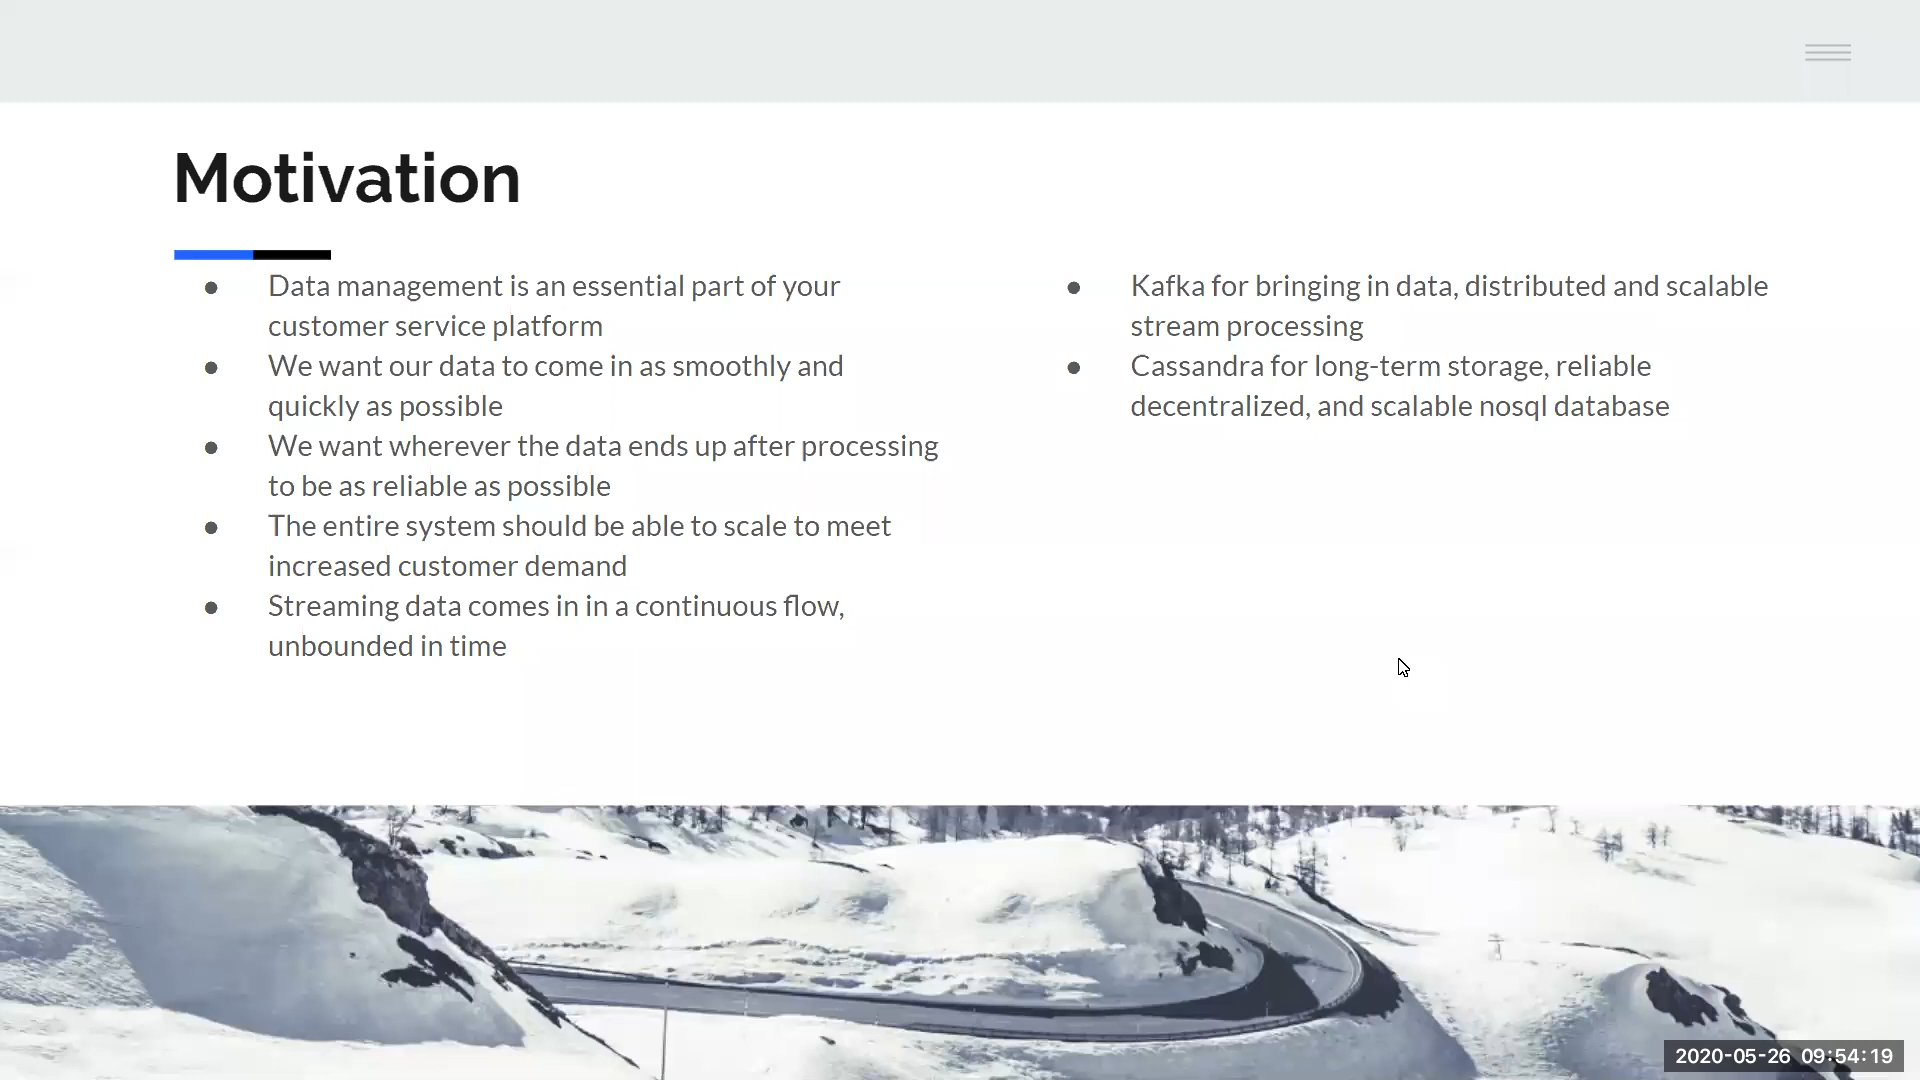 Motivation
● Data management is an essential part of your
customer service platform
● We want our data to come in as smoothly and
quickly as possible
● We want wherever the data ends up after processing
to be as reliable as possible
● The entire system should be able to scale to meet
increased customer demand
● Streaming data comes in in a continuous flow,
unbounded in time
● Kafka for bringing in data, distributed and scalable
stream processing
● Cassandra for long-term storage, reliable
decentralized, and scalable nosql database
2020-05-26 09:54:19